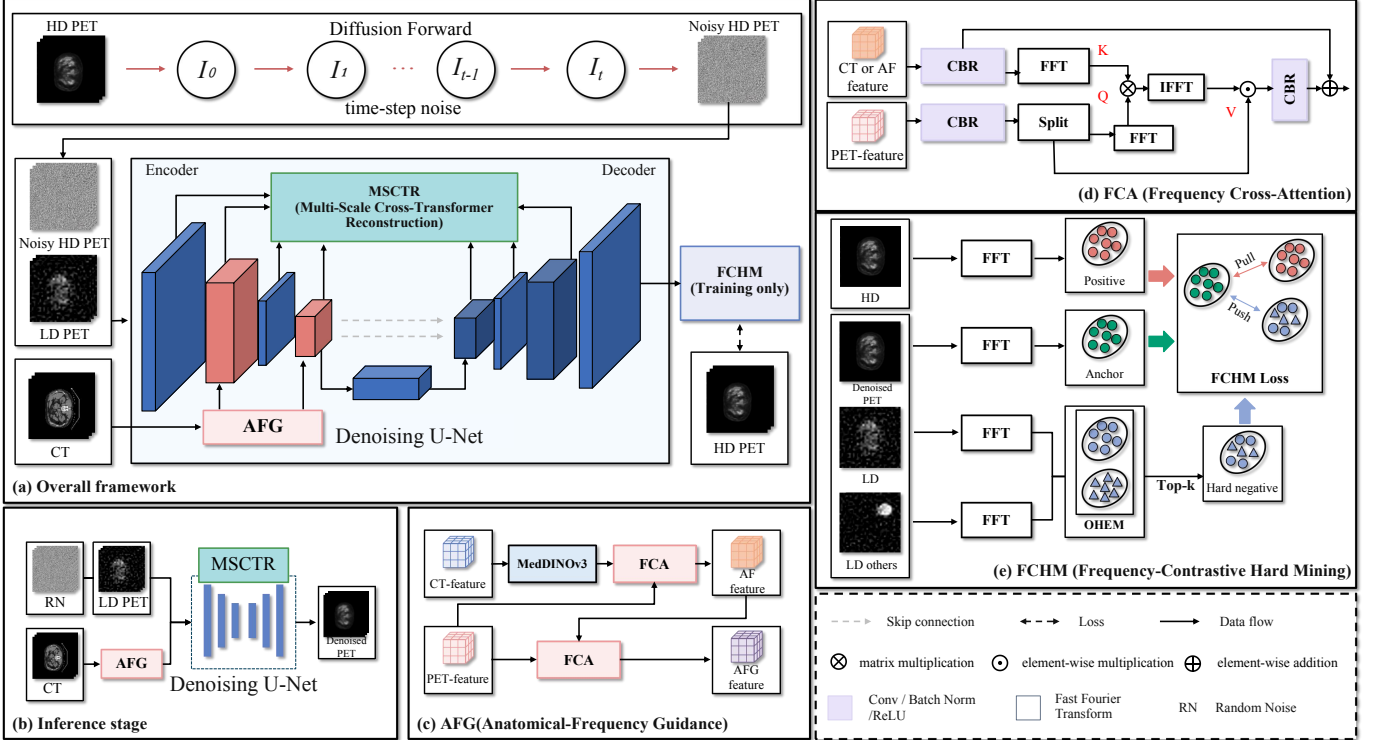 HD PET
Diffusion Forward
Noisy HD PET
I0
I1
...
It-1
It
time-step noise
Noisy HD PET
LD PET
CT
Encoder
Decoder
MSCTR
(Multi-Scale Cross-Transformer
Reconstruction)
AFG
Denoising U-Net
FCHM
(Training only)
HD PET
(a) Overall framework
RN
LD PET
CT
AFG
MSCTR
Denoising U-Net
Denoised
PET
(b) Inference stage
CT-feature
MedDINOv3
FCA
AF
feature
PET-feature
FCA
AFG
feature
(c) AFG(Anatomical-Frequency Guidance)
CT or AF
feature
CBR
FFT
K
Q
IFFT
V
CBR
PET-feature
CBR
Split
FFT
(d) FCA (Frequency Cross-Attention)
HD
FFT
Positive
Pull
Push
FCHM Loss
Denoised
PET
FFT
Anchor
LD
FFT
LD others
FFT
OHEM
Top-k
Hard negative
(e) FCHM (Frequency-Contrastive Hard Mining)
Skip connection
Loss
Data flow
matrix multiplication
element-wise multiplication
element-wise addition
Conv / Batch Norm
/ReLU
Fast Fourier
Transform
RN
Random Noise